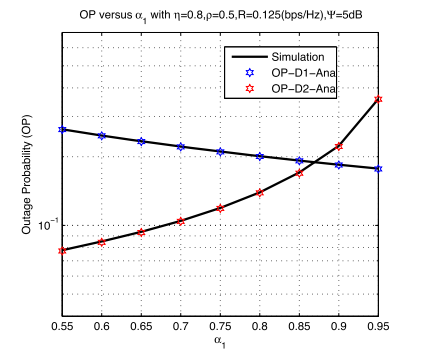 OP versus α₁ with η=0.8,ρ=0.5,R=0.125(bps/Hz),Ψ=5dB
Simulation
OP-D1-Ana
OP-D2-Ana
Outage Probability (OP)
10⁻¹
0.55 0.6 0.65 0.7 0.75 0.8 0.85 0.9 0.95
α₁